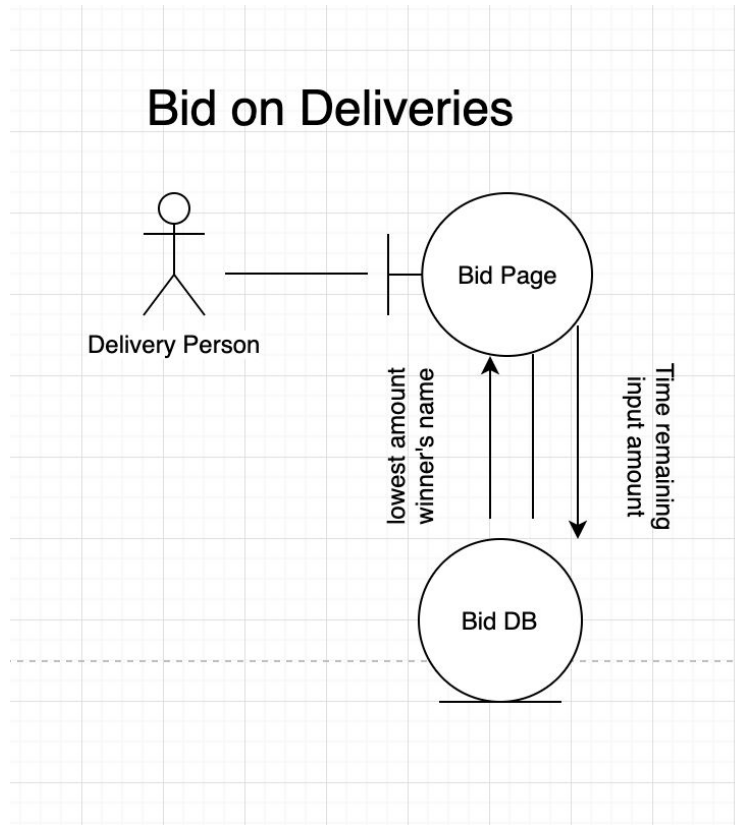 Bid on Deliveries
Bid Page
Delivery Person
lowest amount
winner's name
Time remaining
input amount
Bid DB